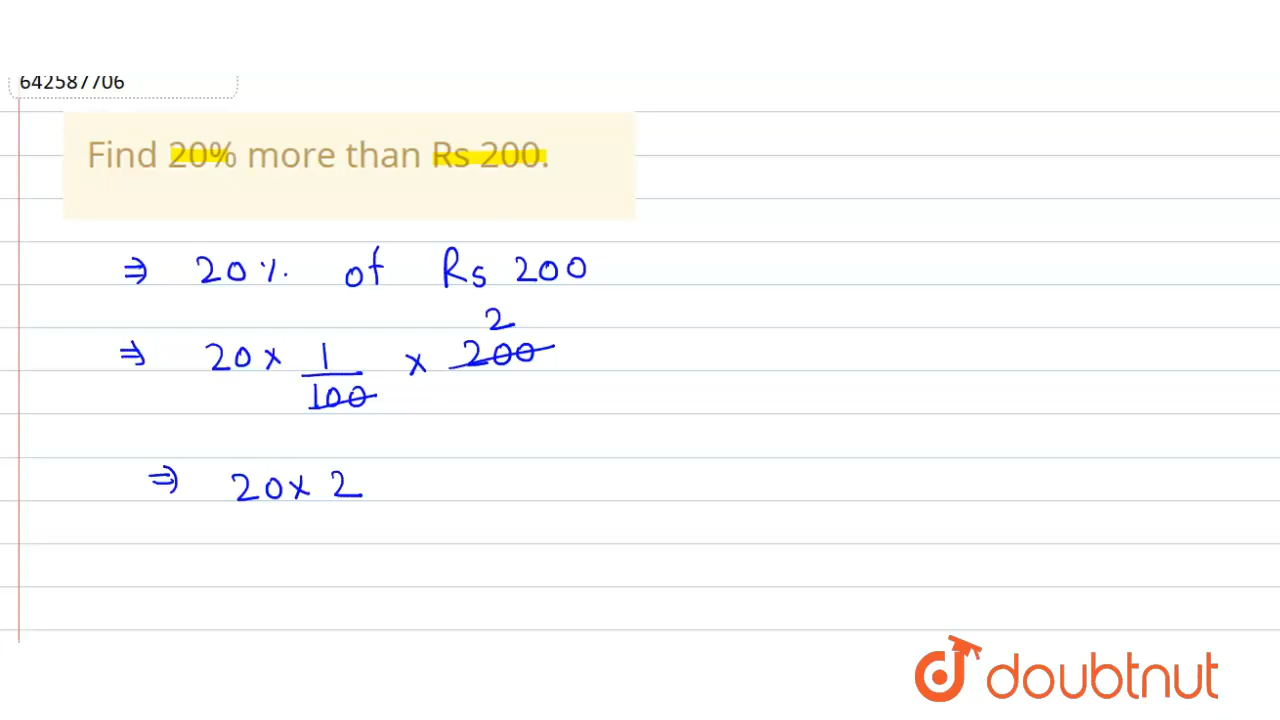 642587706
Find 20% more than Rs 200.
⇒ 20% of Rs 200
2
⇒ 20 × 1/100 × 200
⇒ 20 × 2
doubtnut